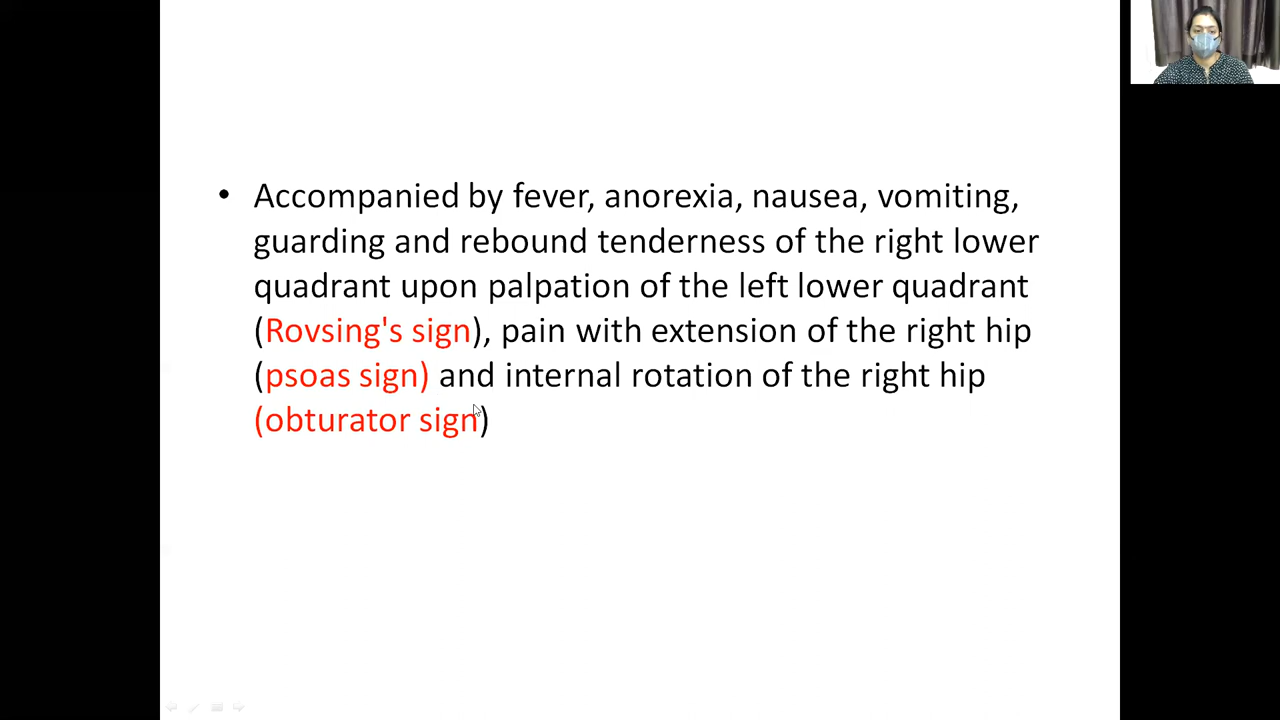 • Accompanied by fever, anorexia, nausea, vomiting,
guarding and rebound tenderness of the right lower
quadrant upon palpation of the left lower quadrant
(Rovsing's sign), pain with extension of the right hip
(psoas sign) and internal rotation of the right hip
(obturator sign)